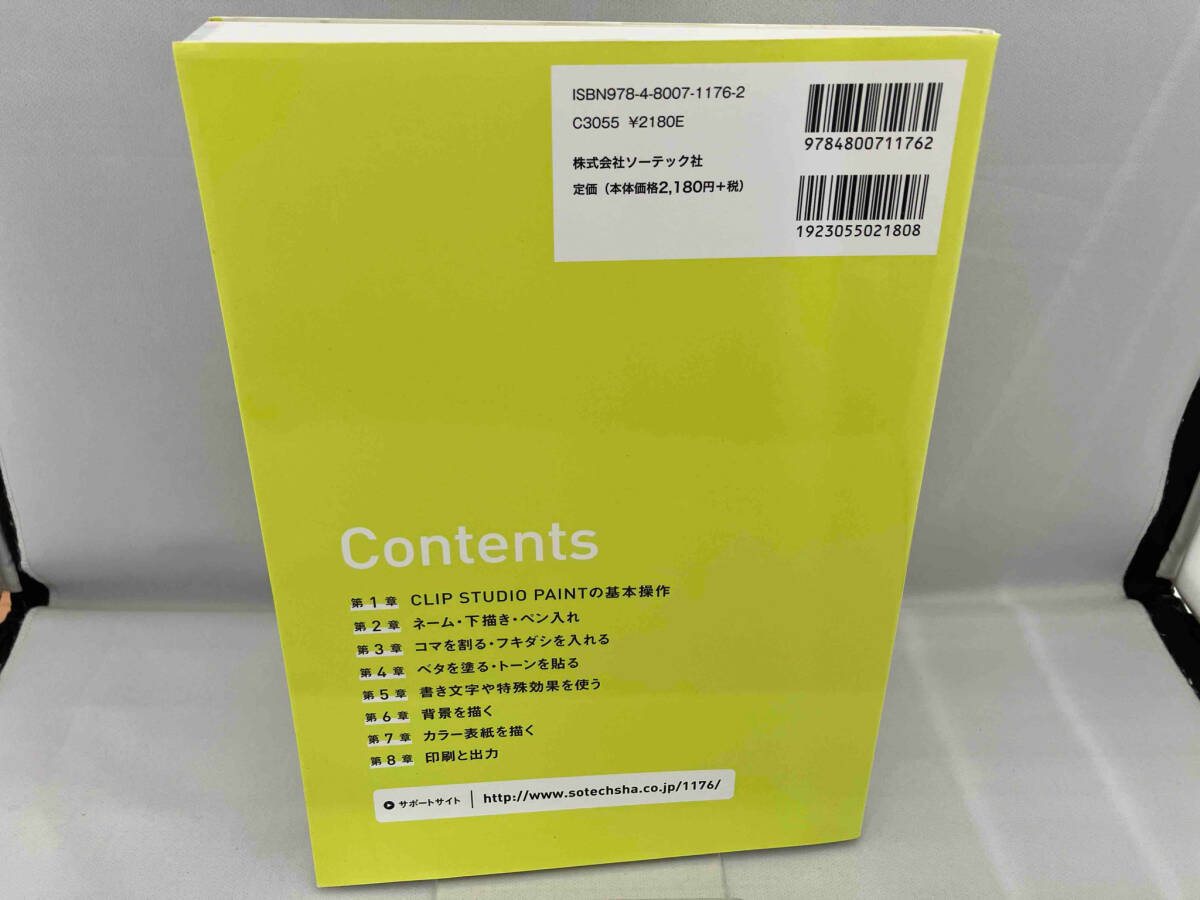 ISBN978-4-8007-1176-2
C3055 ¥2180E
株式会社ソーテック社
定価（本体価格2,180円＋税）
9784800711762
1923055021808
Contents
第1章 CLIP STUDIO PAINTの基本操作
第2章 ネーム・下描き・ペン入れ
第3章 コマを割る・フキダシを入れる
第4章 ベタを塗る・トーンを貼る
第5章 書き文字や特殊効果を使う
第6章 背景を描く
第7章 カラー表紙を描く
第8章 印刷と出力
サポートサイト http://www.sotechsha.co.jp/1176/